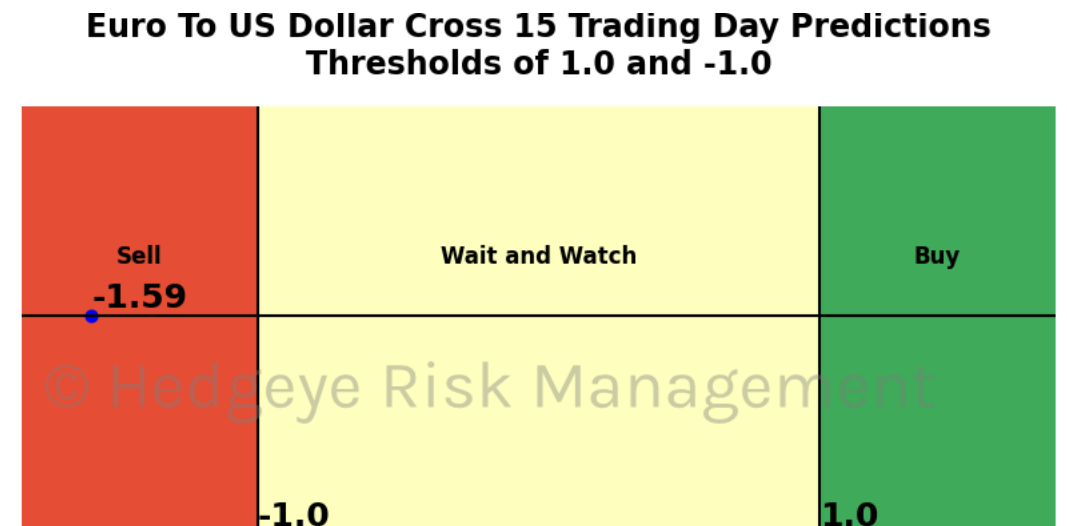 Euro To US Dollar Cross 15 Trading Day Predictions
Thresholds of 1.0 and -1.0
Sell
Wait and Watch
Buy
-1.59
© Hedgeye Risk Management
-1.0
1.0